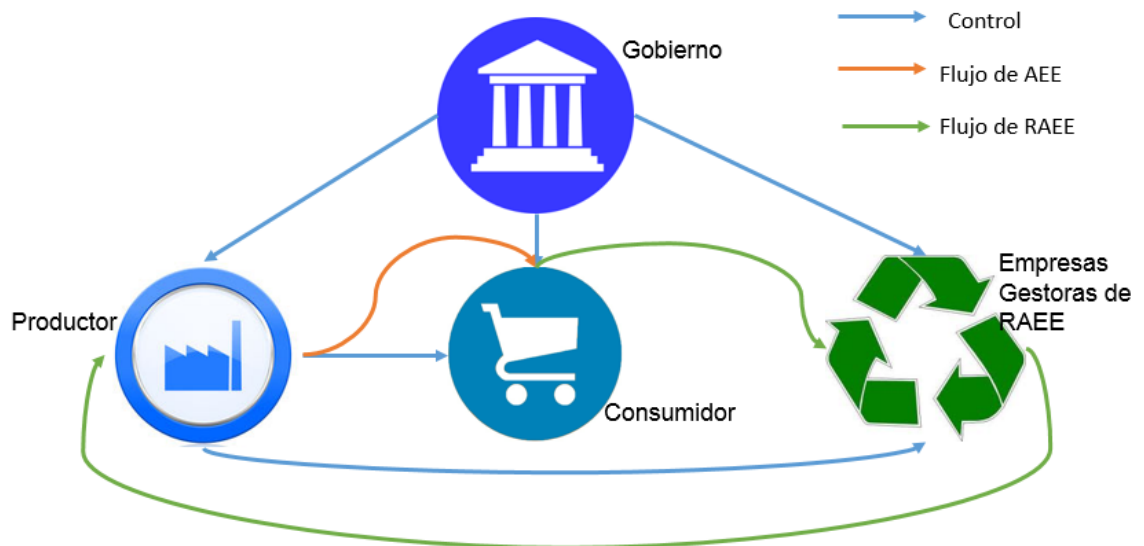 Gobierno
Control
Flujo de AEE
Flujo de RAEE
Productor
Consumidor
Empresas
Gestoras de
RAEE